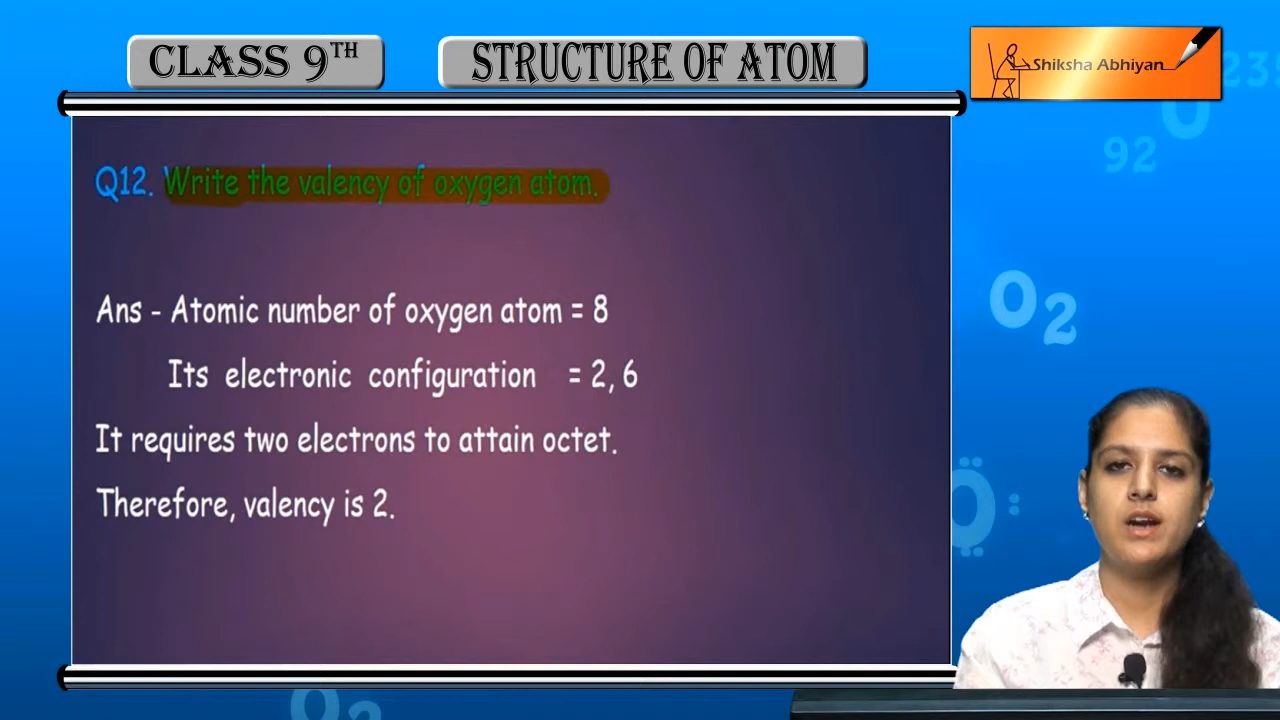 CLASS 9TH
STRUCTURE OF ATOM
Shiksha Abhiyan
235
92
O
O2
Q12. Write the valency of oxygen atom.
Ans - Atomic number of oxygen atom = 8
Its electronic configuration = 2, 6
It requires two electrons to attain octet.
Therefore, valency is 2.
O
O2